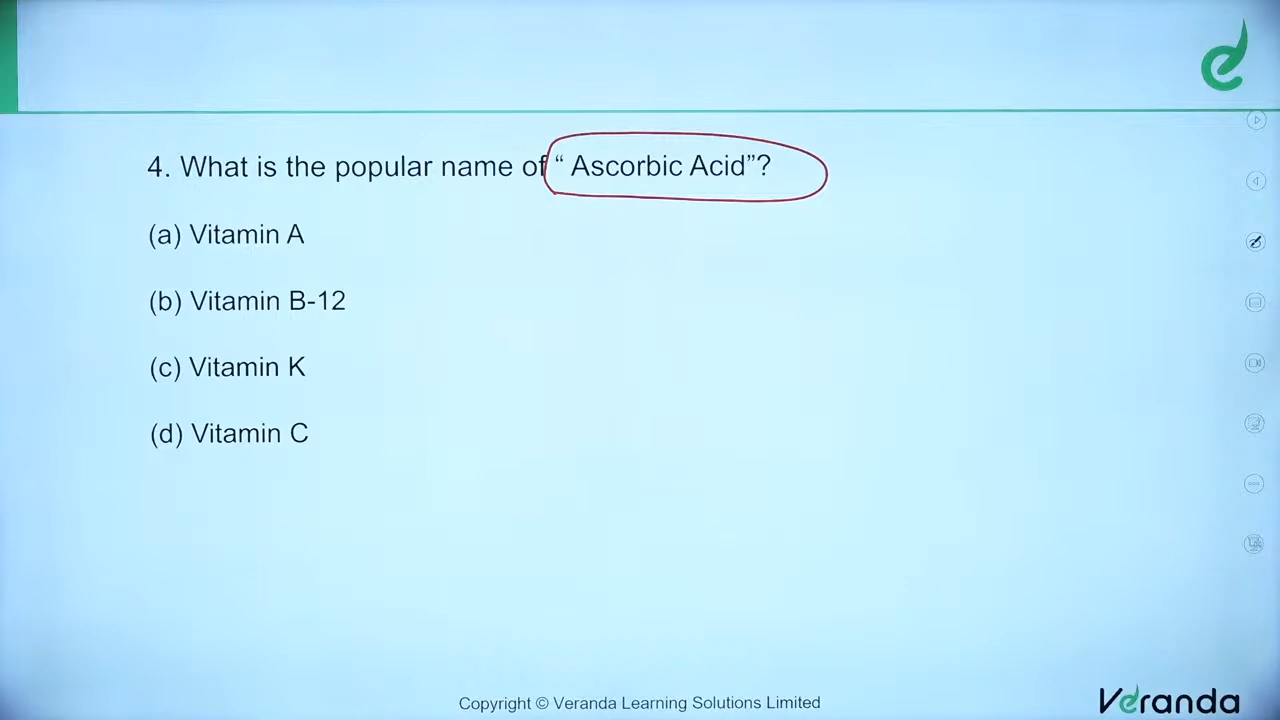 4. What is the popular name of “ Ascorbic Acid”?
(a) Vitamin A
(b) Vitamin B-12
(c) Vitamin K
(d) Vitamin C
Copyright © Veranda Learning Solutions Limited
Veranda